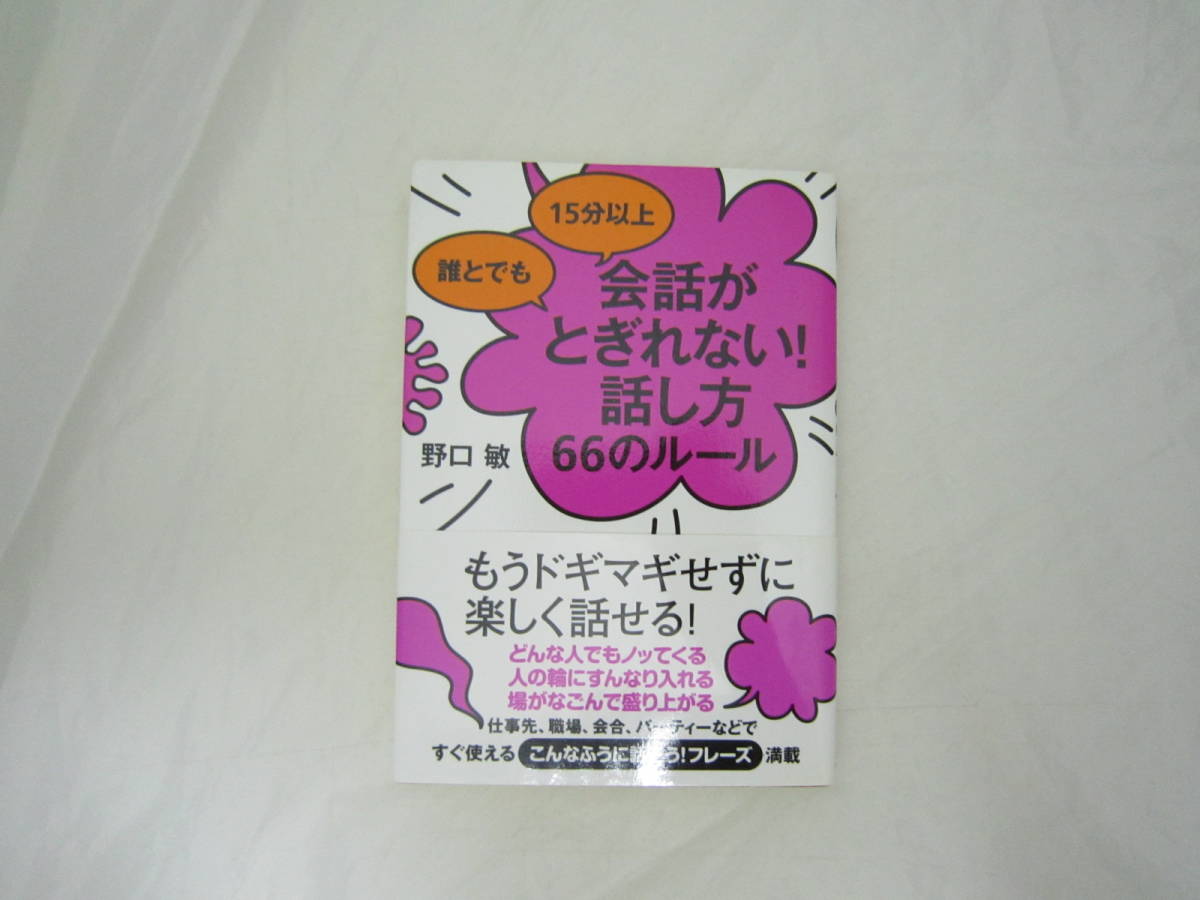 誰とでも
15分以上
会話が
とぎれない!
話し方
66のルール
野口 敏
もうドギマギせずに
楽しく話せる!
どんな人でもノッてくる
人の輪にすんなり入れる
場がなごんで盛り上がる
仕事先、職場、会合、パーティーなどで
すぐ使える こんなふうに話そう!フレーズ 満載